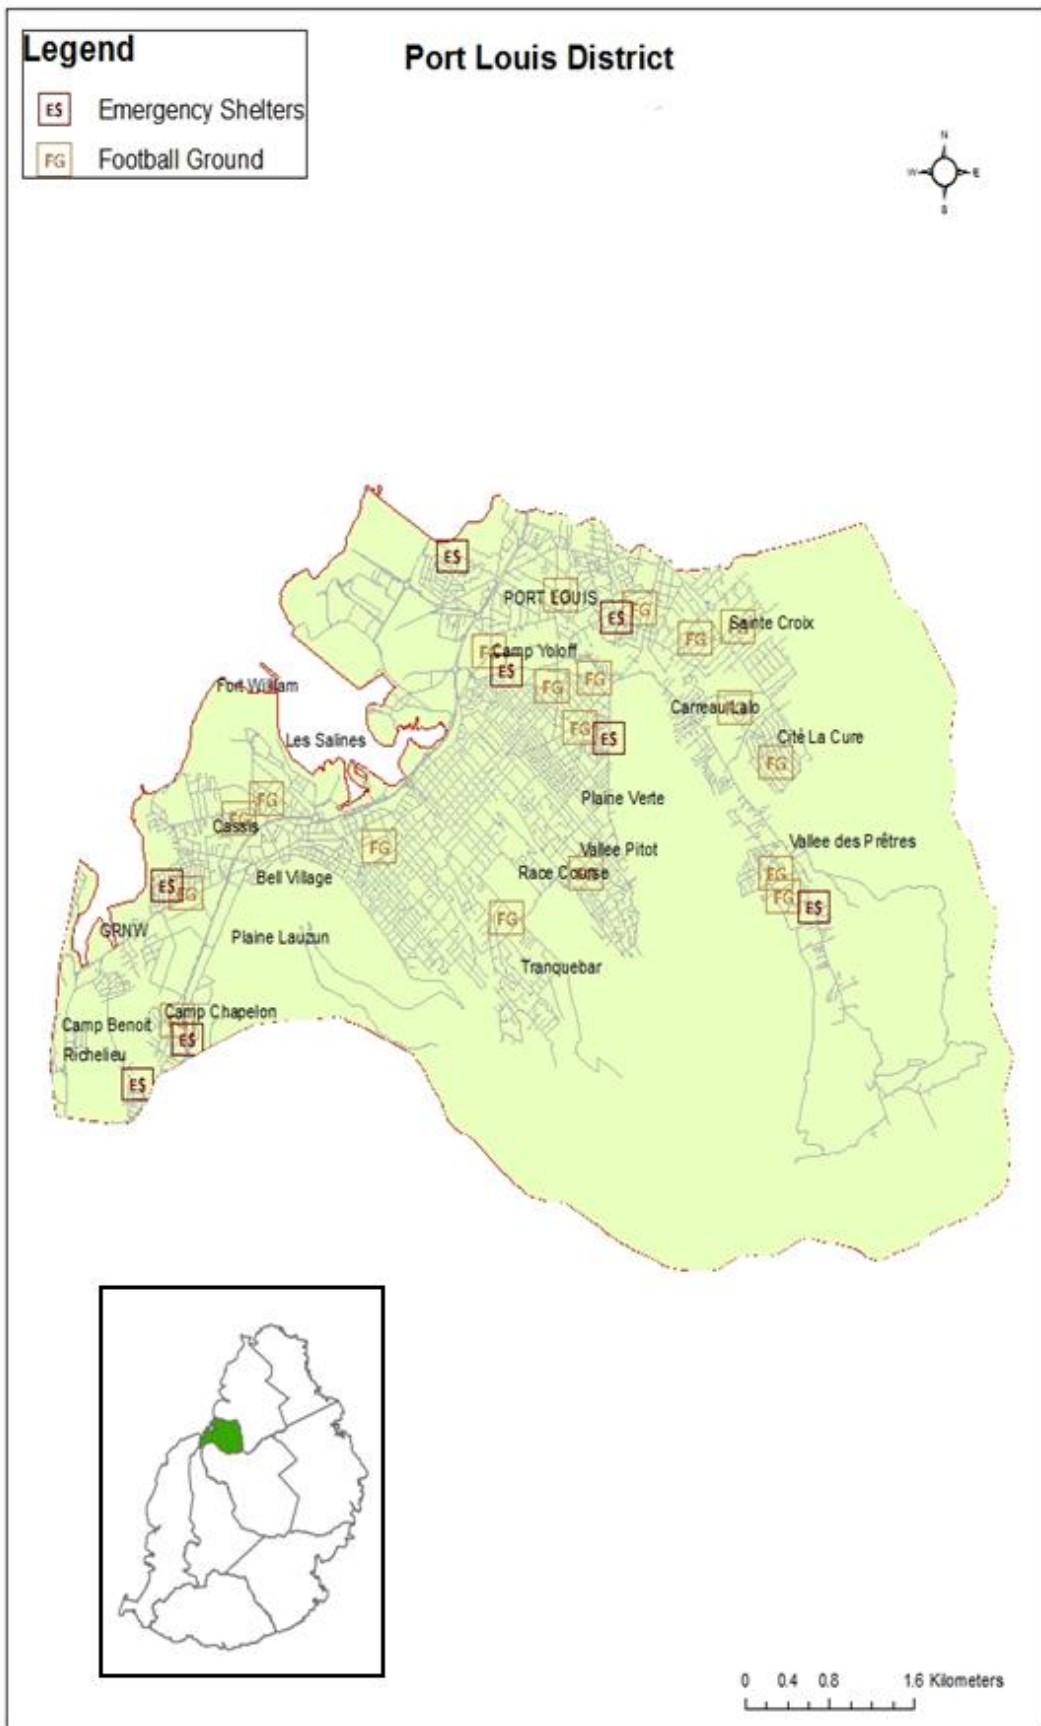 Legend
Port Louis District
ES Emergency Shelters
FG Football Ground
N
W E
S
ES
PORT LOUIS
FG
ES
FG
Sainte Croix
FG
Camp Yoloff
ES
FG
FG
Fort William
Carreau Lalo
FG
ES
Les Salines
Cité La Cure
FG
FG
Plaine Verte
Cassis
FG
Vallee Pitot
Vallee des Prêtres
Race Course
FG
FG
ES
Bell Village
ES
FG
FG
GRNW
Plaine Lauzun
Tranquebar
Camp Chapelon
Camp Benoit
ES
Richelieu
ES
0 0.4 0.8 1.6 Kilometers